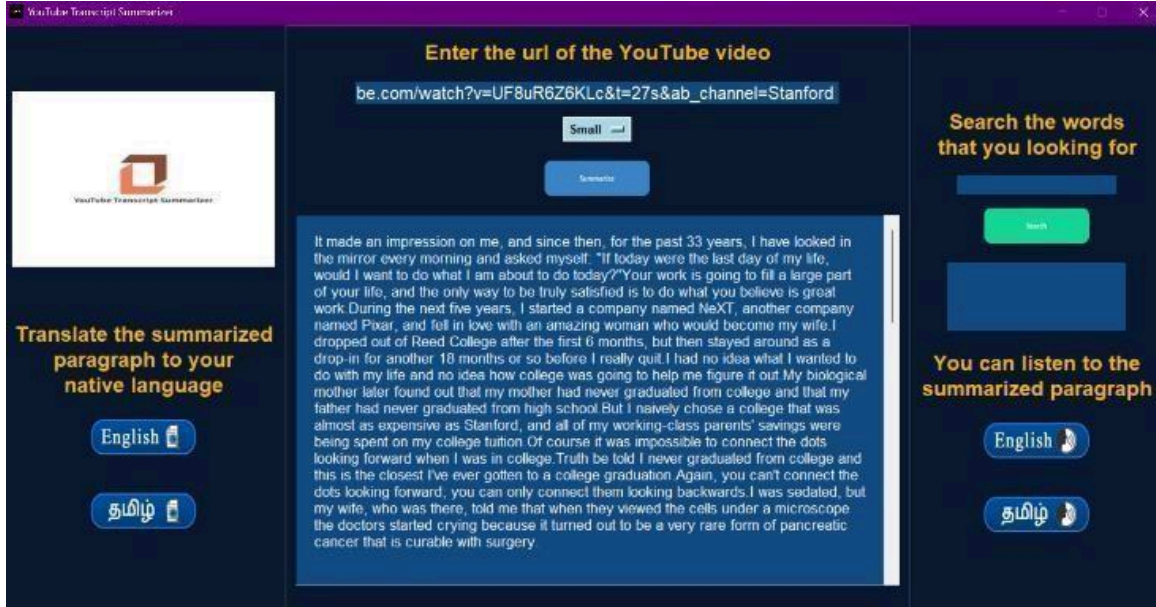 YouTube Transcript Summarizer
Enter the url of the YouTube video
be.com/watch?v=UF8uR6Z6KLc&t=27s&ab_channel=Stanford
Small
Summarize
YouTube Transcript Summarizer
Translate the summarized
paragraph to your
native language
English
தமிழ்
It made an impression on me, and since then, for the past 33 years, I have looked in
the mirror every morning and asked myself: "If today were the last day of my life,
would I want to do what I am about to do today?"Your work is going to fill a large part
of your life, and the only way to be truly satisfied is to do what you believe is great
work.During the next five years, I started a company named NeXT, another company
named Pixar, and fell in love with an amazing woman who would become my wife.I
dropped out of Reed College after the first 6 months, but then stayed around as a
drop-in for another 18 months or so before I really quit.I had no idea what I wanted to
do with my life and no idea how college was going to help me figure it out.My biological
mother later found out that my mother had never graduated from college and that my
father had never graduated from high school.But I naively chose a college that was
almost as expensive as Stanford, and all of my working-class parents' savings were
being spent on my college tuition.Of course it was impossible to connect the dots
looking forward when I was in college.Truth be told I never graduated from college and
this is the closest I've ever gotten to a college graduation.Again, you can't connect the
dots looking forward; you can only connect them looking backwards.I was sedated, but
my wife, who was there, told me that when they viewed the cells under a microscope
the doctors started crying because it turned out to be a very rare form of pancreatic
cancer that is curable with surgery.
Search the words
that you looking for
Search
You can listen to the
summarized paragraph
English
தமிழ்